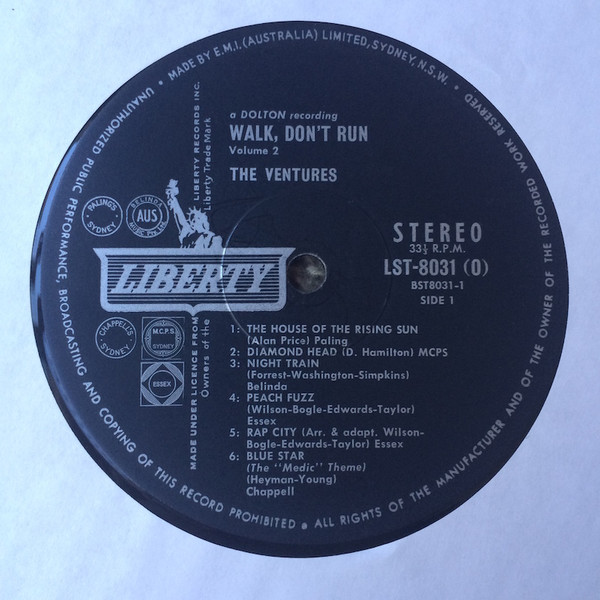 UNAUTHORIZED PUBLIC PERFORMANCE, BROADCASTING AND COPYING OF THIS RECORD PROHIBITED ● ALL RIGHTS OF THE MANUFACTURER AND OF THE OWNER OF THE RECORDED WORK RESERVED
• MADE BY E.M.I. (AUSTRALIA) LIMITED, SYDNEY, N.S.W. •
a DOLTON recording
WALK, DON'T RUN
Volume 2
THE VENTURES
LIBERTY RECORDS INC.
Liberty Trade Mark
PALING'S
SYDNEY
BELINDA
AUS
MUSIC Pty Ltd
STEREO
33⅓ R.P.M.
LST-8031 (O)
BST8031-1
SIDE 1
LIBERTY
MADE UNDER LICENCE FROM
Owners of the
CHAPPELL'S
SYDNEY
M.C.P.S.
SYDNEY
ESSEX
1: THE HOUSE OF THE RISING SUN
(Alan Price) Paling
2: DIAMOND HEAD (D. Hamilton) MCPS
3: NIGHT TRAIN
(Forrest-Washington-Simpkins)
Belinda
4: PEACH FUZZ
(Wilson-Bogle-Edwards-Taylor)
Essex
5: RAP CITY (Arr. & adapt. Wilson-
Bogle-Edwards-Taylor) Essex
6: BLUE STAR
(The "Medic" Theme)
(Heyman-Young)
Chappell